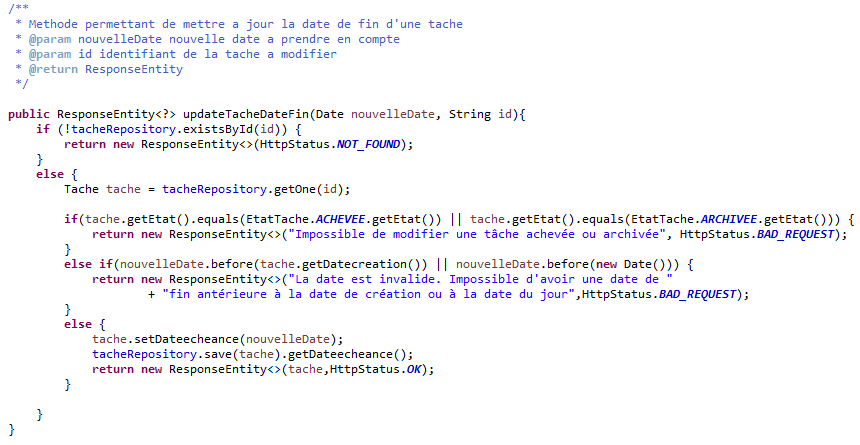 /**
 * Methode permettant de mettre a jour la date de fin d'une tache
 * @param nouvelleDate nouvelle date a prendre en compte
 * @param id identifiant de la tache a modifier
 * @return ResponseEntity
 */
public ResponseEntity<?> updateTacheDateFin(Date nouvelleDate, String id){
    if (!tacheRepository.existsById(id)) {
        return new ResponseEntity<>(HttpStatus.NOT_FOUND);
    }
    else {
        Tache tache = tacheRepository.getOne(id);
        if(tache.getEtat().equals(EtatTache.ACHEVEE.getEtat()) || tache.getEtat().equals(EtatTache.ARCHIVEE.getEtat())) {
            return new ResponseEntity<>("Impossible de modifier une tâche achevée ou archivée", HttpStatus.BAD_REQUEST);
        }
        else if(nouvelleDate.before(tache.getDatecreation()) || nouvelleDate.before(new Date())) {
            return new ResponseEntity<>("La date est invalide. Impossible d'avoir une date de "
                    + "fin antérieure à la date de création ou à la date du jour",HttpStatus.BAD_REQUEST);
        }
        else {
            tache.setDateecheance(nouvelleDate);
            tacheRepository.save(tache).getDateecheance();
            return new ResponseEntity<>(tache,HttpStatus.OK);
        }
    }
}